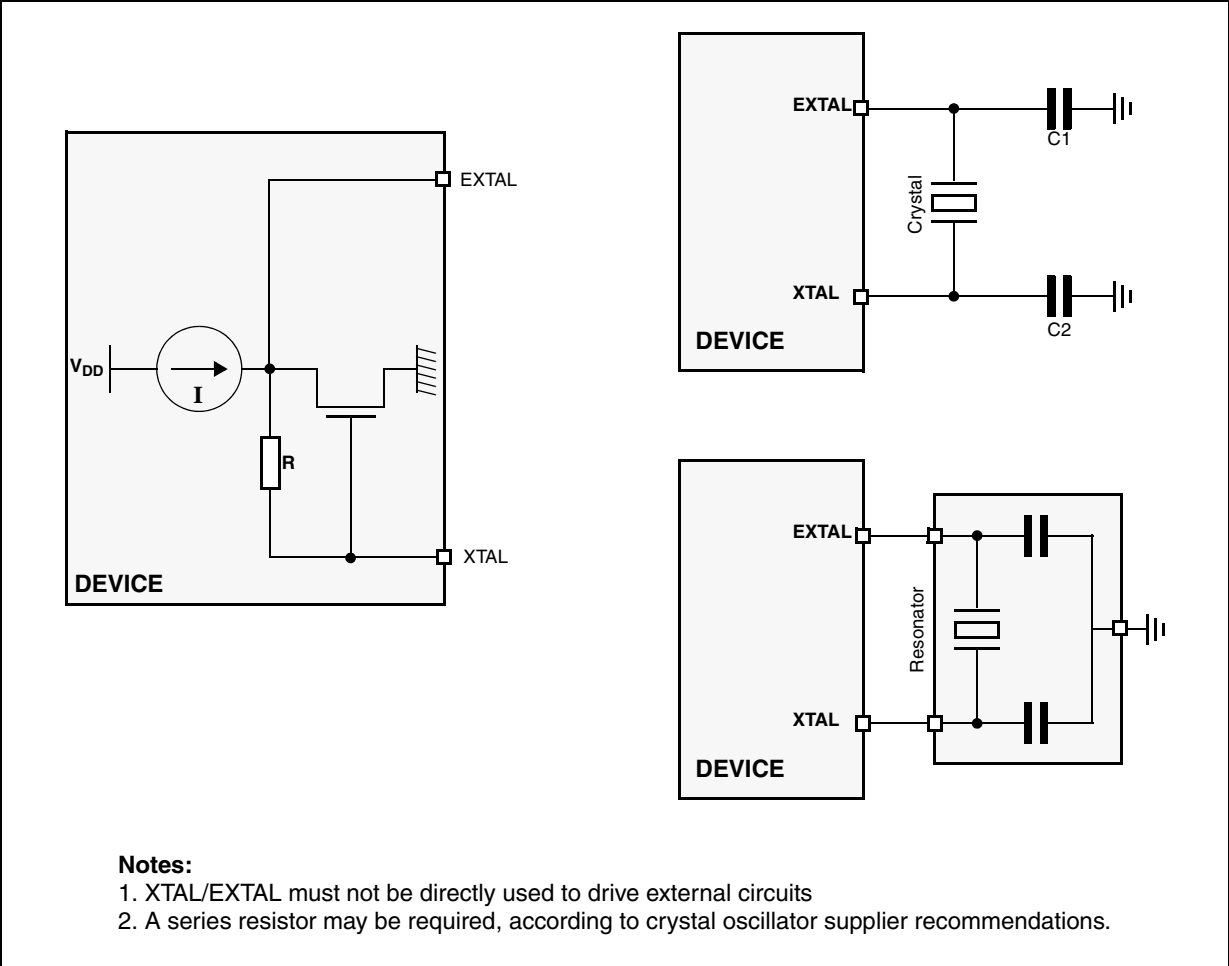 EXTAL
V_DD
I
R
XTAL
DEVICE
EXTAL
C1
Crystal
XTAL
C2
DEVICE
EXTAL
Resonator
XTAL
DEVICE
Notes:
1. XTAL/EXTAL must not be directly used to drive external circuits
2. A series resistor may be required, according to crystal oscillator supplier recommendations.